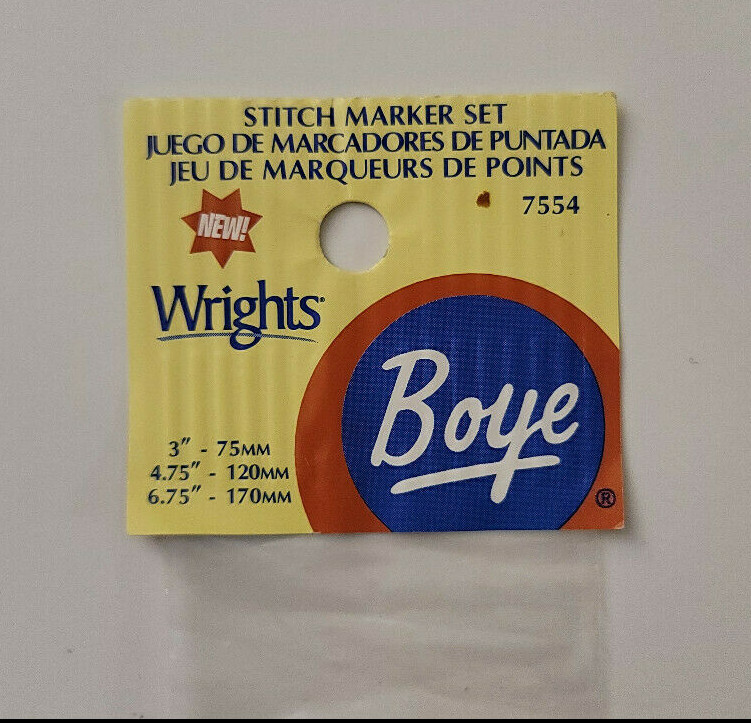 STITCH MARKER SET
JUEGO DE MARCADORES DE PUNTADA
JEU DE MARQUEURS DE POINTS
7554
NEW!
Wrights®
Boye
®
3" - 75MM
4.75" - 120MM
6.75" - 170MM